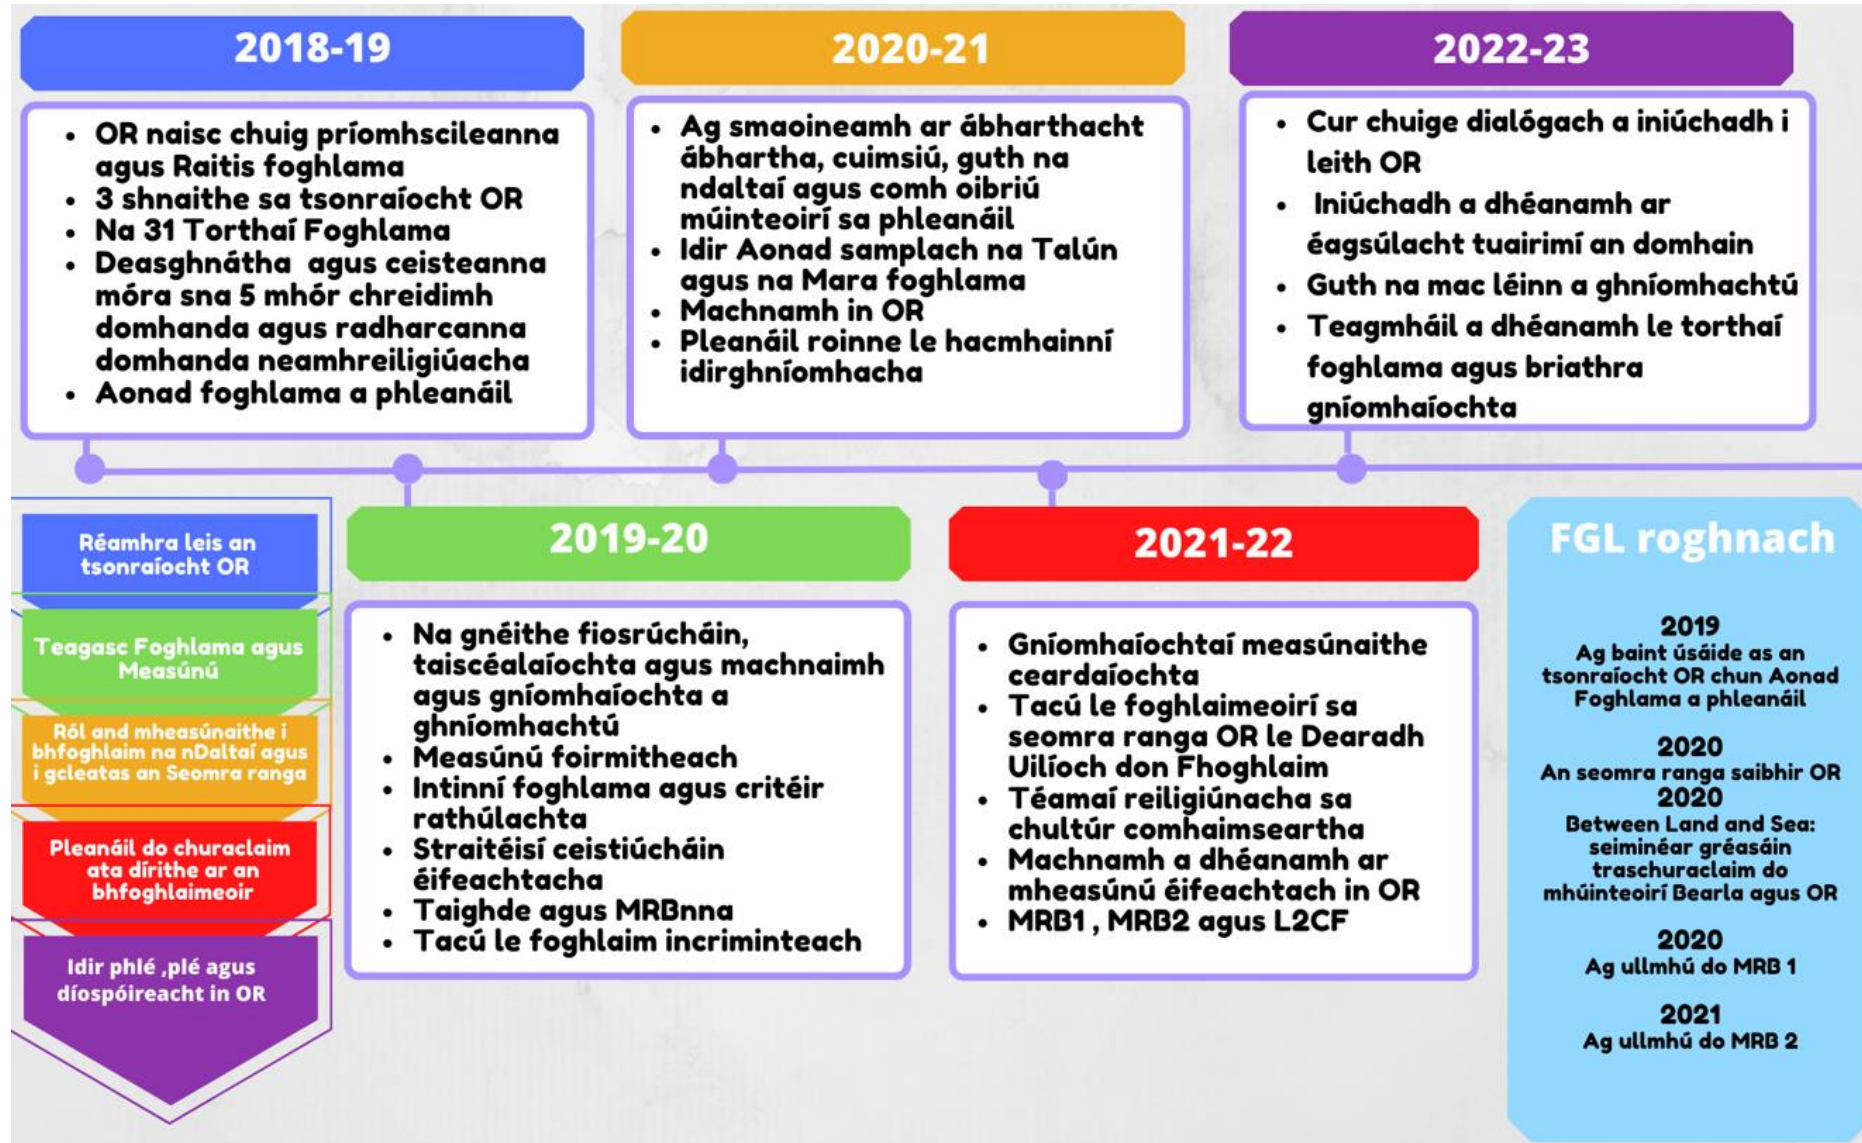 2018-19
OR naisc chuig príomhscileanna
agus Raitis foghlama
3 shnaithe sa tsonraíocht OR
Na 31 Torthaí Foghlama
Deasghnátha agus ceisteanna
móra sna 5 mhór chreidimh
domhanda agus radharcanna
domhanda neamhreiligiúacha
Aonad foghlama a phleanáil
2020-21
Ag smaoineamh ar ábharthacht
ábhartha, cuimsiú, guth na
ndaltaí agus comh oibriú
múinteoirí sa phleanáil
Idir Aonad samplach na Talún
agus na Mara foghlama
Machnamh in OR
Pleanáil roinne le hacmhainní
idirghníomhacha
2022-23
Cur chuige dialógach a iniúchadh i
leith OR
Iniúchadh a dhéanamh ar
éagsúlacht tuairimí an domhain
Guth na mac léinn a ghníomhachtú
Teagmháil a dhéanamh le torthaí
foghlama agus briathra
gníomhaíochta
Réamhra leis an
tsonraíocht OR
Teagasc Foghlama agus
Measúnú
Ról and mheasúnaithe i
bhfoghlaim na nDaltaí agus
i gcleatas an Seomra ranga
Pleanáil do churaclaim
ata dírithe ar an
bhfoghlaimeoir
Idir phlé ,plé agus
díospóireacht in OR
2019-20
Na gnéithe fiosrúcháin,
taiscéalaíochta agus machnaimh
agus gníomhaíochta a
ghníomhachtú
Measúnú foirmitheach
Intinní foghlama agus critéir
rathúlachta
Straitéisí ceistiúcháin
éifeachtacha
Taighde agus MRBnna
Tacú le foghlaim incriminteach
2021-22
Gníomhaíochtaí measúnaithe
ceardaíochta
Tacú le foghlaimeoirí sa
seomra ranga OR le Dearadh
Uilíoch don Fhoghlaim
Téamaí reiligiúnacha sa
chultúr comhaimseartha
Machnamh a dhéanamh ar
mheasúnú éifeachtach in OR
MRB1 , MRB2 agus L2CF
FGL roghnach
2019
Ag baint úsáide as an
tsonraíocht OR chun Aonad
Foghlama a phleanáil
2020
An seomra ranga saibhir OR
2020
Between Land and Sea:
seiminéar gréasáin
traschuraclaim do
mhúinteoirí Bearla agus OR
2020
Ag ullmhú do MRB 1
2021
Ag ullmhú do MRB 2